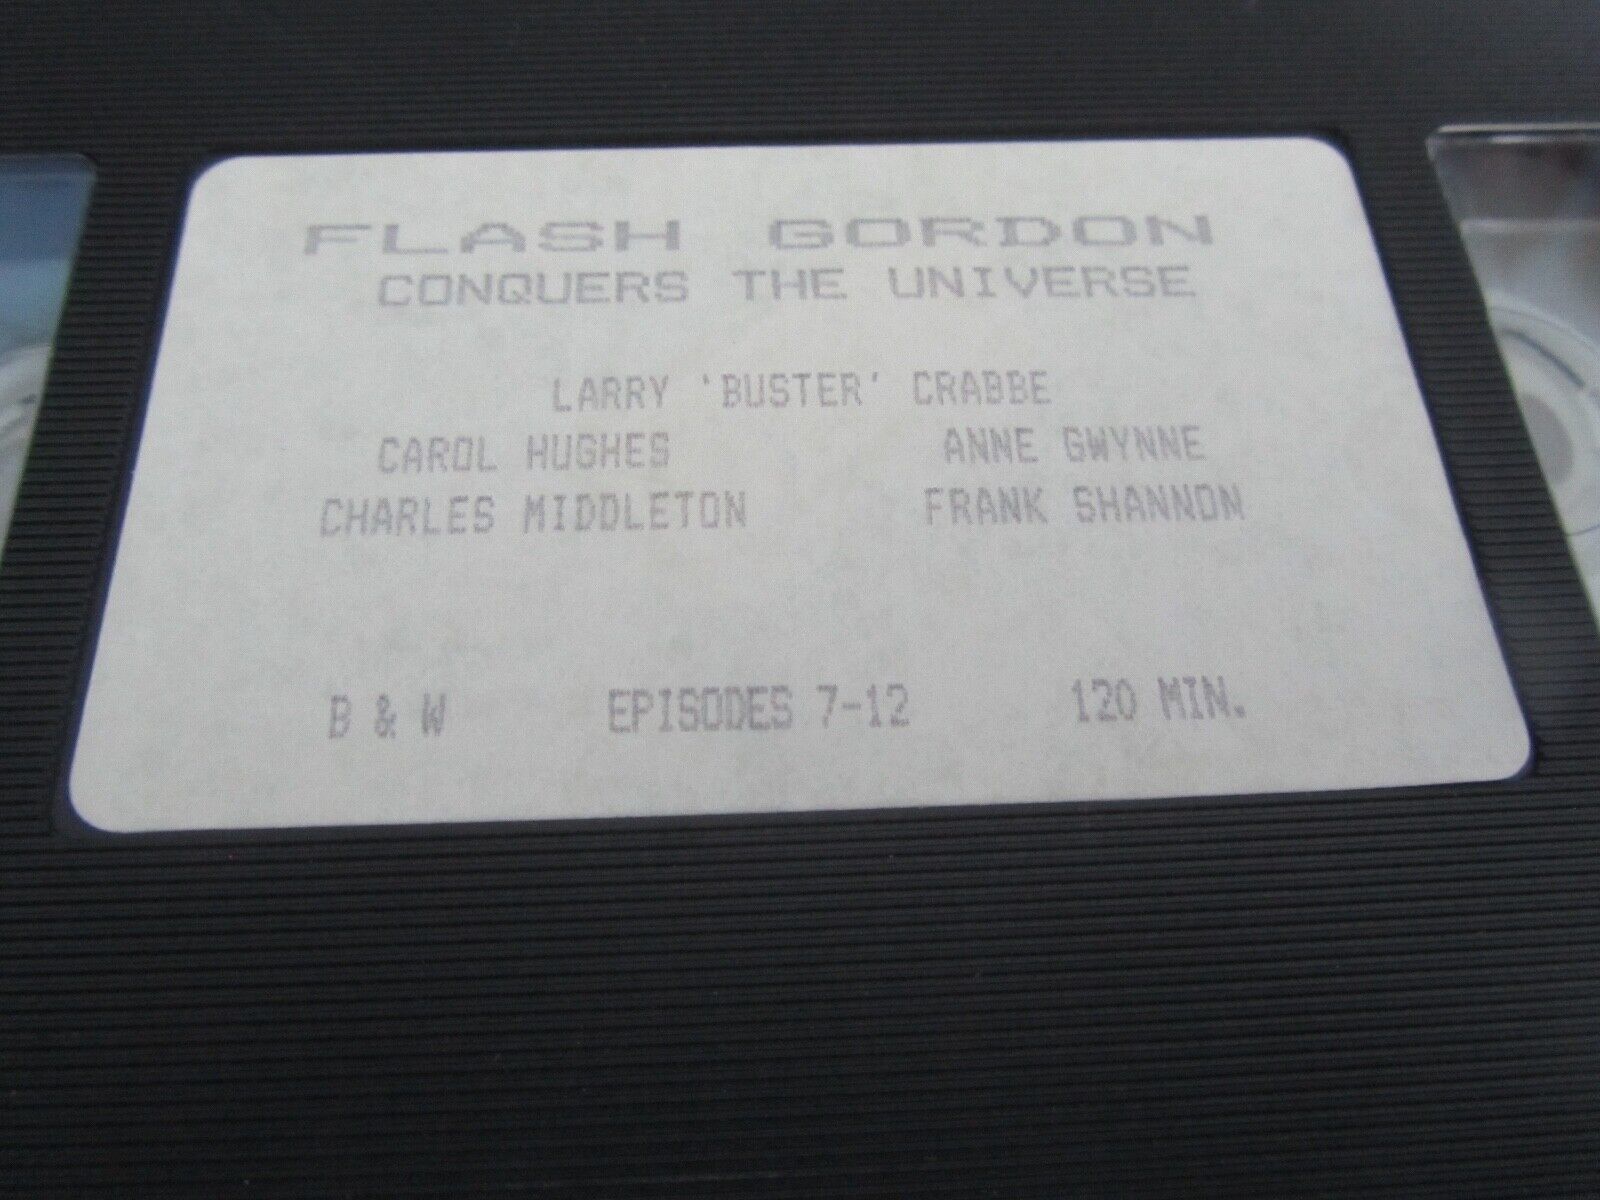 FLASH GORDON
CONQUERS THE UNIVERSE
LARRY 'BUSTER' CRABBE
CAROL HUGHES ANNE GWYNNE
CHARLES MIDDLETON FRANK SHANNON
B & W EPISODES 7-12 120 MIN.